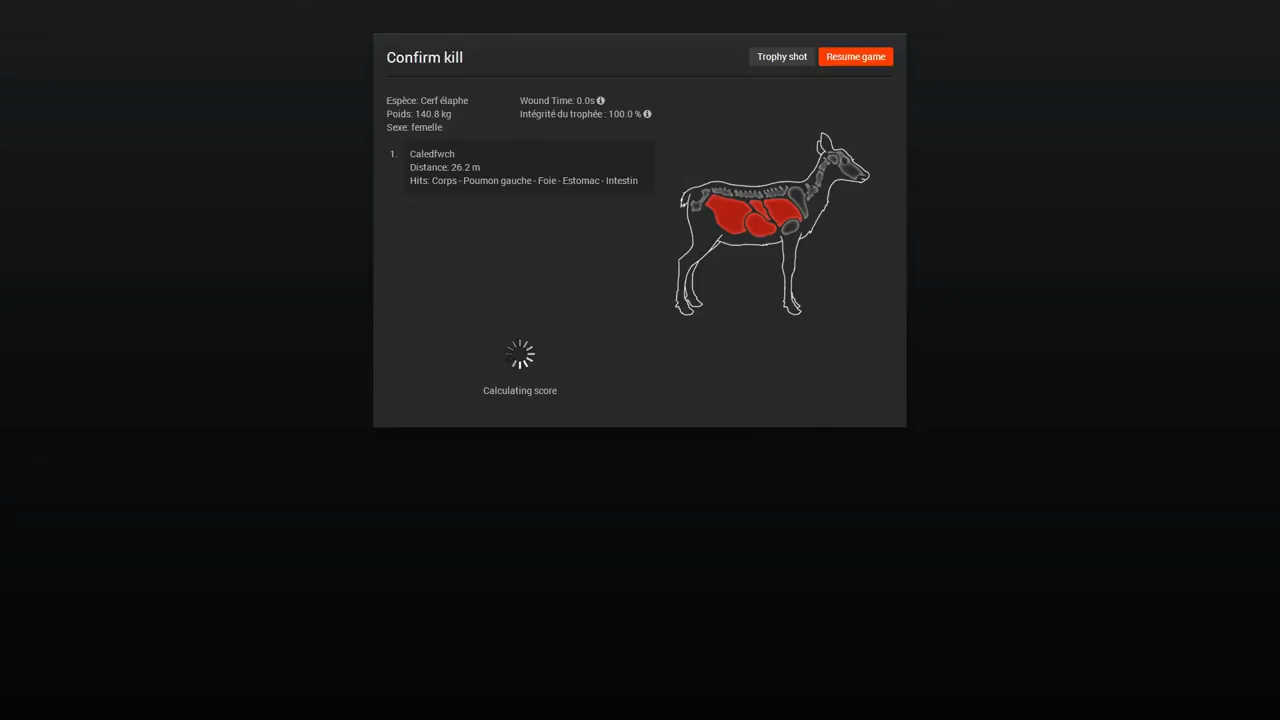 Confirm kill
Trophy shot
Resume game
Espèce: Cerf élaphe
Poids: 140.8 kg
Sexe: femelle
Wound Time: 0.0s
Intégrité du trophée : 100.0 %
1.
Caledfwch
Distance: 26.2 m
Hits: Corps - Poumon gauche - Foie - Estomac - Intestin
Calculating score